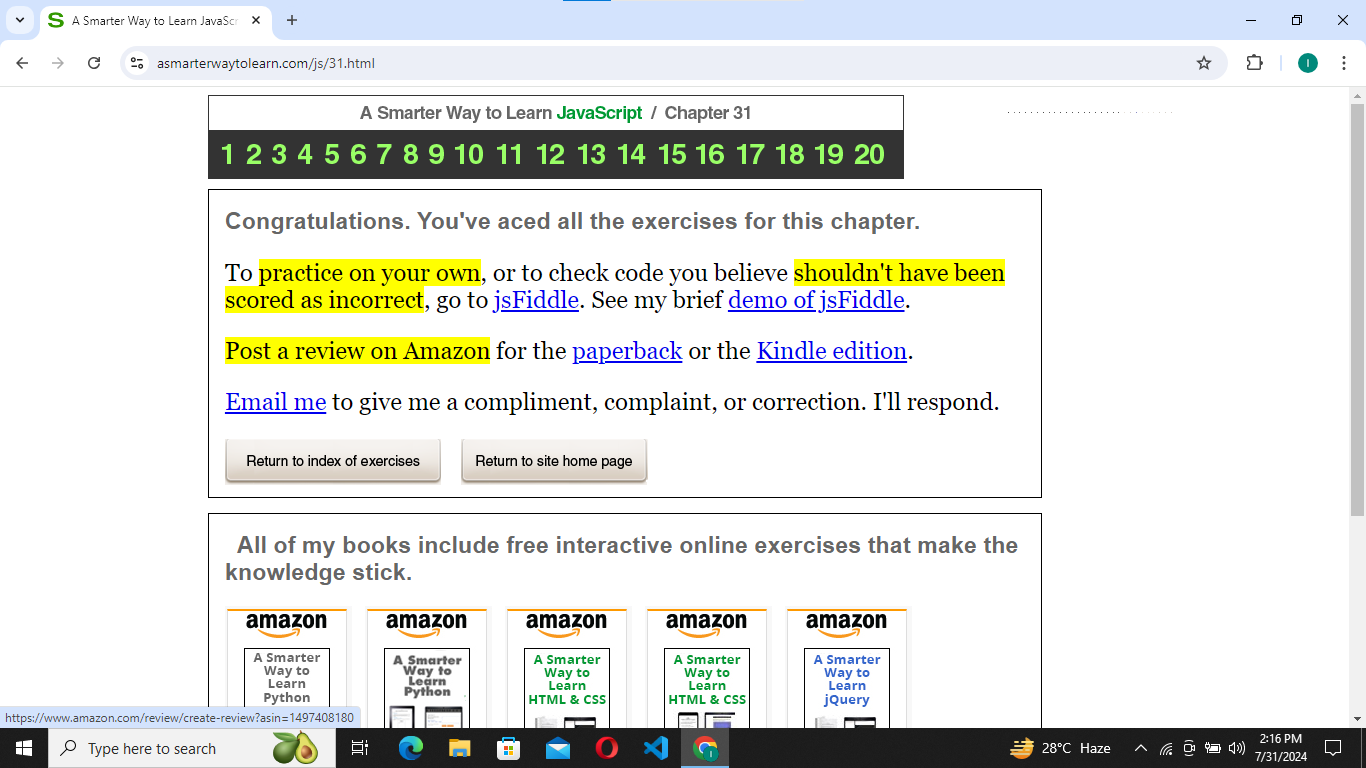 A Smarter Way to Learn JavaScr
asmarterwaytolearn.com/js/31.html
I
A Smarter Way to Learn JavaScript / Chapter 31
1 2 3 4 5 6 7 8 9 10 11 12 13 14 15 16 17 18 19 20
Congratulations. You've aced all the exercises for this chapter.
To practice on your own, or to check code you believe shouldn't have been
scored as incorrect, go to jsFiddle. See my brief demo of jsFiddle.
Post a review on Amazon for the paperback or the Kindle edition.
Email me to give me a compliment, complaint, or correction. I'll respond.
Return to index of exercises Return to site home page
All of my books include free interactive online exercises that make the
knowledge stick.
amazon amazon amazon amazon amazon
A Smarter
Way to
Learn
Python
A Smarter
Way to
Learn
Python
A Smarter
Way to
Learn
HTML & CSS
A Smarter
Way to
Learn
HTML & CSS
A Smarter
Way to
Learn
jQuery
https://www.amazon.com/review/create-review?asin=1497408180
Type here to search
28°C Haze
2:16 PM
7/31/2024